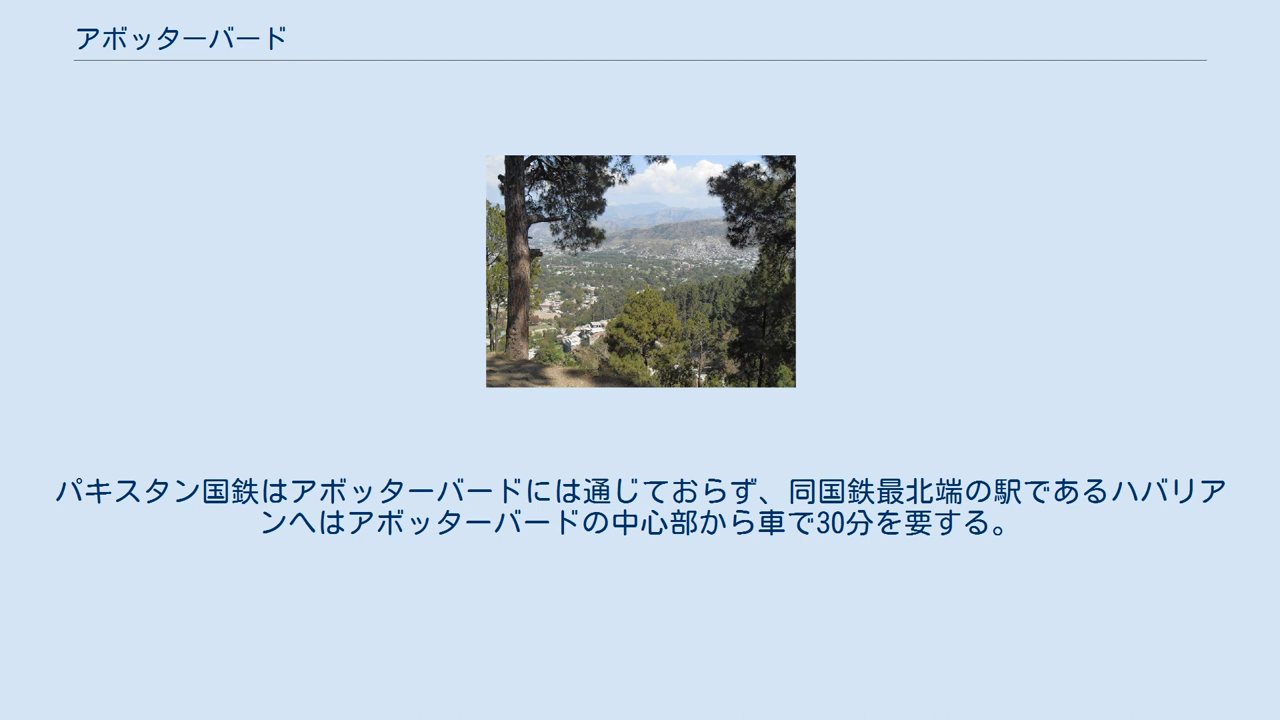 アボッターバード
パキスタン国鉄はアボッターバードには通じておらず、同国鉄最北端の駅であるハバリア
ンへはアボッターバードの中心部から車で30分を要する。